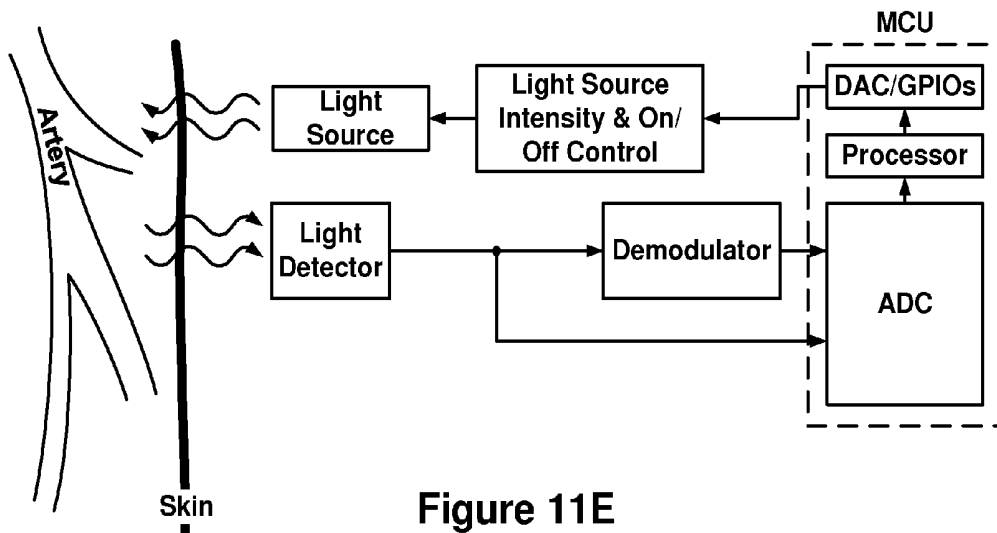 MCU
Light
Source
Light Source
Intensity & On/
Off Control
DAC/GPIOs
Processor
Artery
Light
Detector
Demodulator
ADC
Skin
Figure 11E